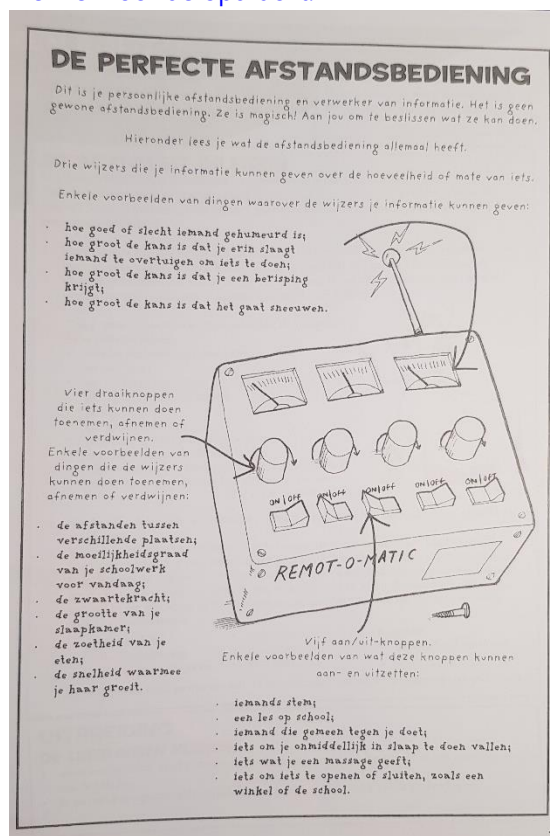 DE PERFECTE AFSTANDSBEDIENING
Dit is je persoonlijke afstandsbediening en verwerker van informatie. Het is geen
gewone afstandsbediening. Ze is magisch! Aan jou om te beslissen wat ze kan doen.
Hieronder lees je wat de afstandsbediening allemaal heeft.
Drie wijzers die je informatie kunnen geven over de hoeveelheid of mate van iets.
Enkele voorbeelden van dingen waarover de wijzers je informatie kunnen geven:
· hoe goed of slecht iemand gehumeurd is;
· hoe groot de kans is dat je erin slaagt
iemand te overtuigen om iets te doen;
· hoe groot de kans is dat je een berisping
krijgt;
· hoe groot de kans is dat het gaat sneeuwen.
Vier draaiknoppen
die iets kunnen doen
toenemen, afnemen of
verdwijnen.
Enkele voorbeelden van
dingen die de wijzers
kunnen doen toenemen,
afnemen of verdwijnen:
· de afstanden tussen
verschillende plaatsen;
· de moeilijkheidsgraad
van je schoolwerk
voor vandaag;
· de zwaartekracht;
· de grootte van je
slaapkamer;
· de zoetheid van je
eten;
· de snelheid waarmee
je haar groeit.
ON|OFF ON|OFF ON|OFF ON|OFF ON|OFF
REMOT-O-MATIC
Vijf aan/uit-knoppen.
Enkele voorbeelden van wat deze knoppen kunnen
aan- en uitzetten:
· iemands stem;
· een les op school;
· iemand die gemeen tegen je doet;
· iets om je onmiddellijk in slaap te doen vallen;
· iets wat je een massage geeft;
· iets om iets te openen of sluiten, zoals een
winkel of de school.